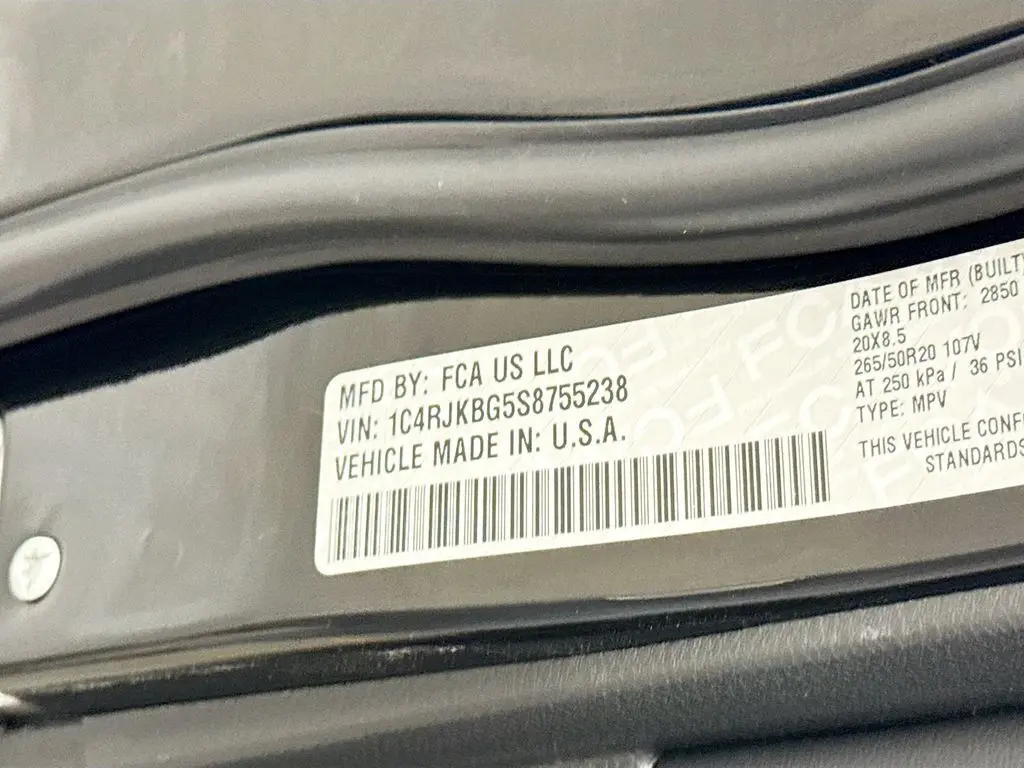 MFD BY: FCA US LLC
VIN: 1C4RJKBG5S8755238
VEHICLE MADE IN: U.S.A.
DATE OF MFR (BUILT)
GAWR FRONT: 2850
20X8.5
265/50R20 107V
AT 250 kPa / 36 PSI
TYPE: MPV
THIS VEHICLE
STANDARDS